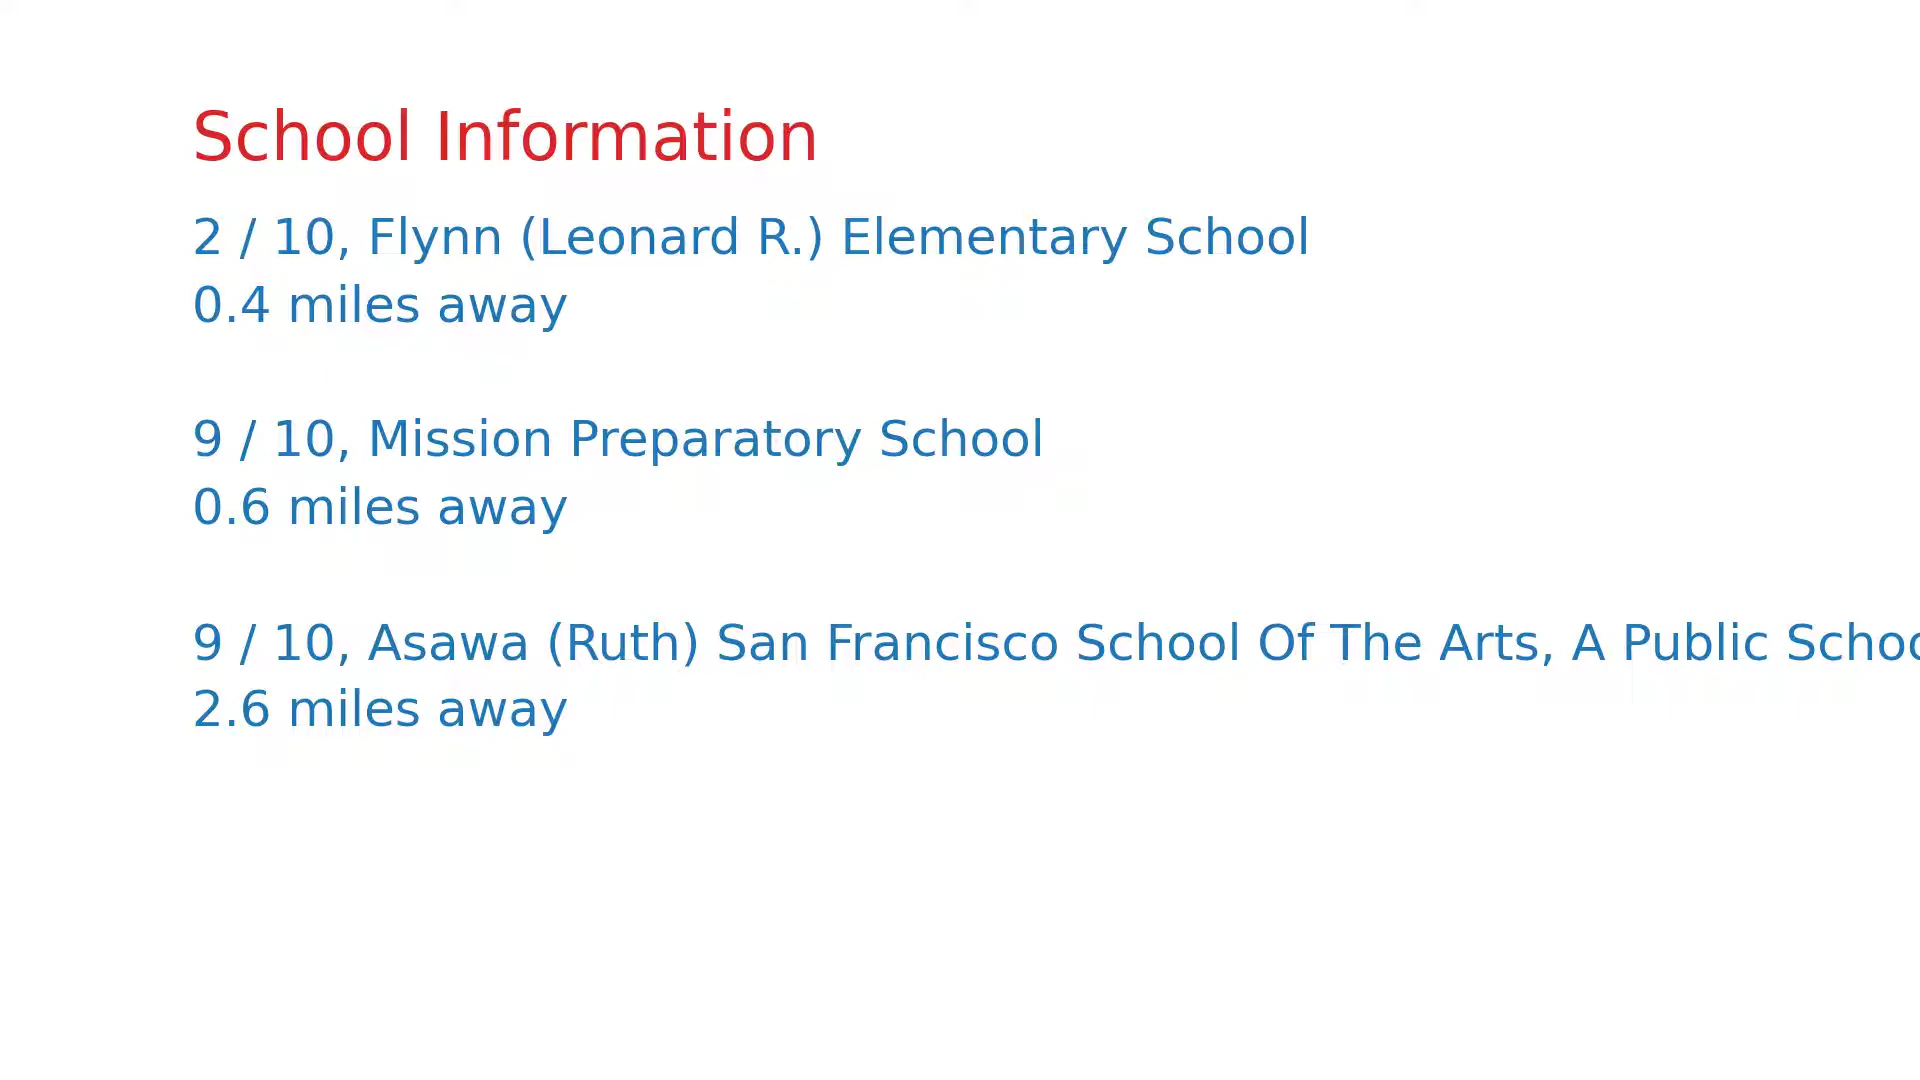 School Information
2 / 10, Flynn (Leonard R.) Elementary School
0.4 miles away
9 / 10, Mission Preparatory School
0.6 miles away
9 / 10, Asawa (Ruth) San Francisco School Of The Arts, A Public Schoo
2.6 miles away